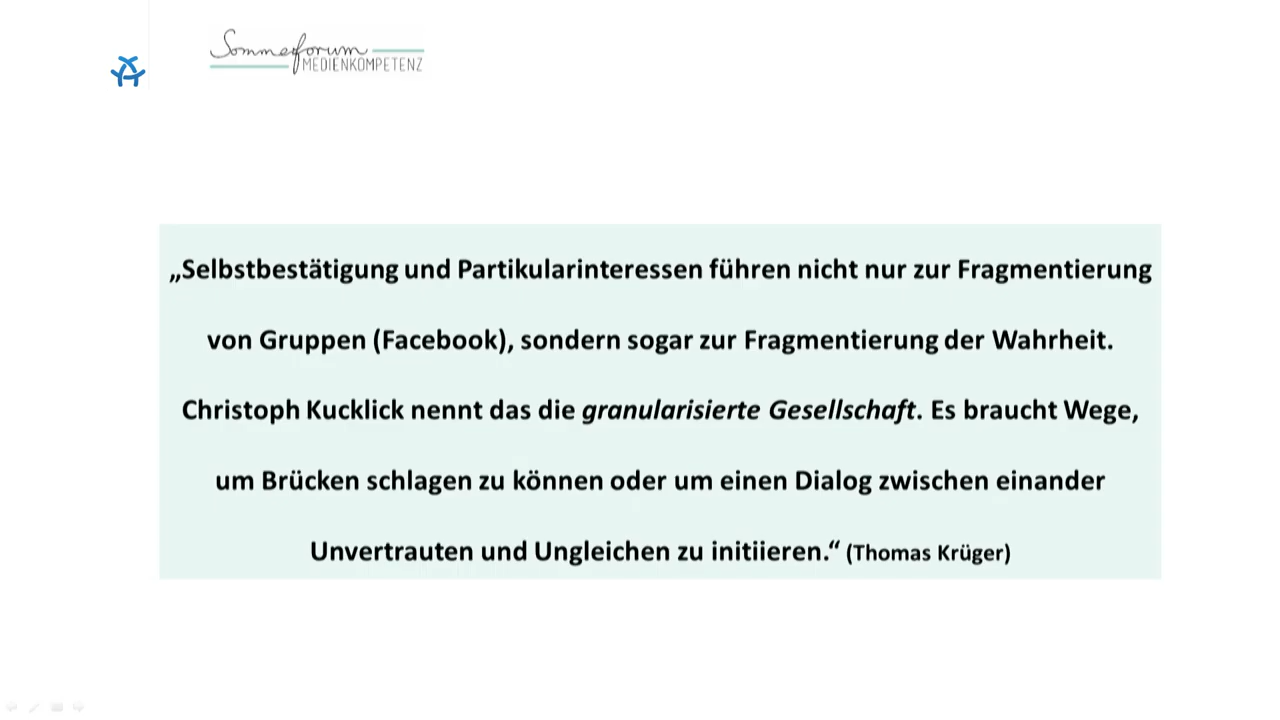 Sommerforum
MEDIENKOMPETENZ
„Selbstbestätigung und Partikularinteressen führen nicht nur zur Fragmentierung
von Gruppen (Facebook), sondern sogar zur Fragmentierung der Wahrheit.
Christoph Kucklick nennt das die granularisierte Gesellschaft. Es braucht Wege,
um Brücken schlagen zu können oder um einen Dialog zwischen einander
Unvertrauten und Ungleichen zu initiieren.“ (Thomas Krüger)